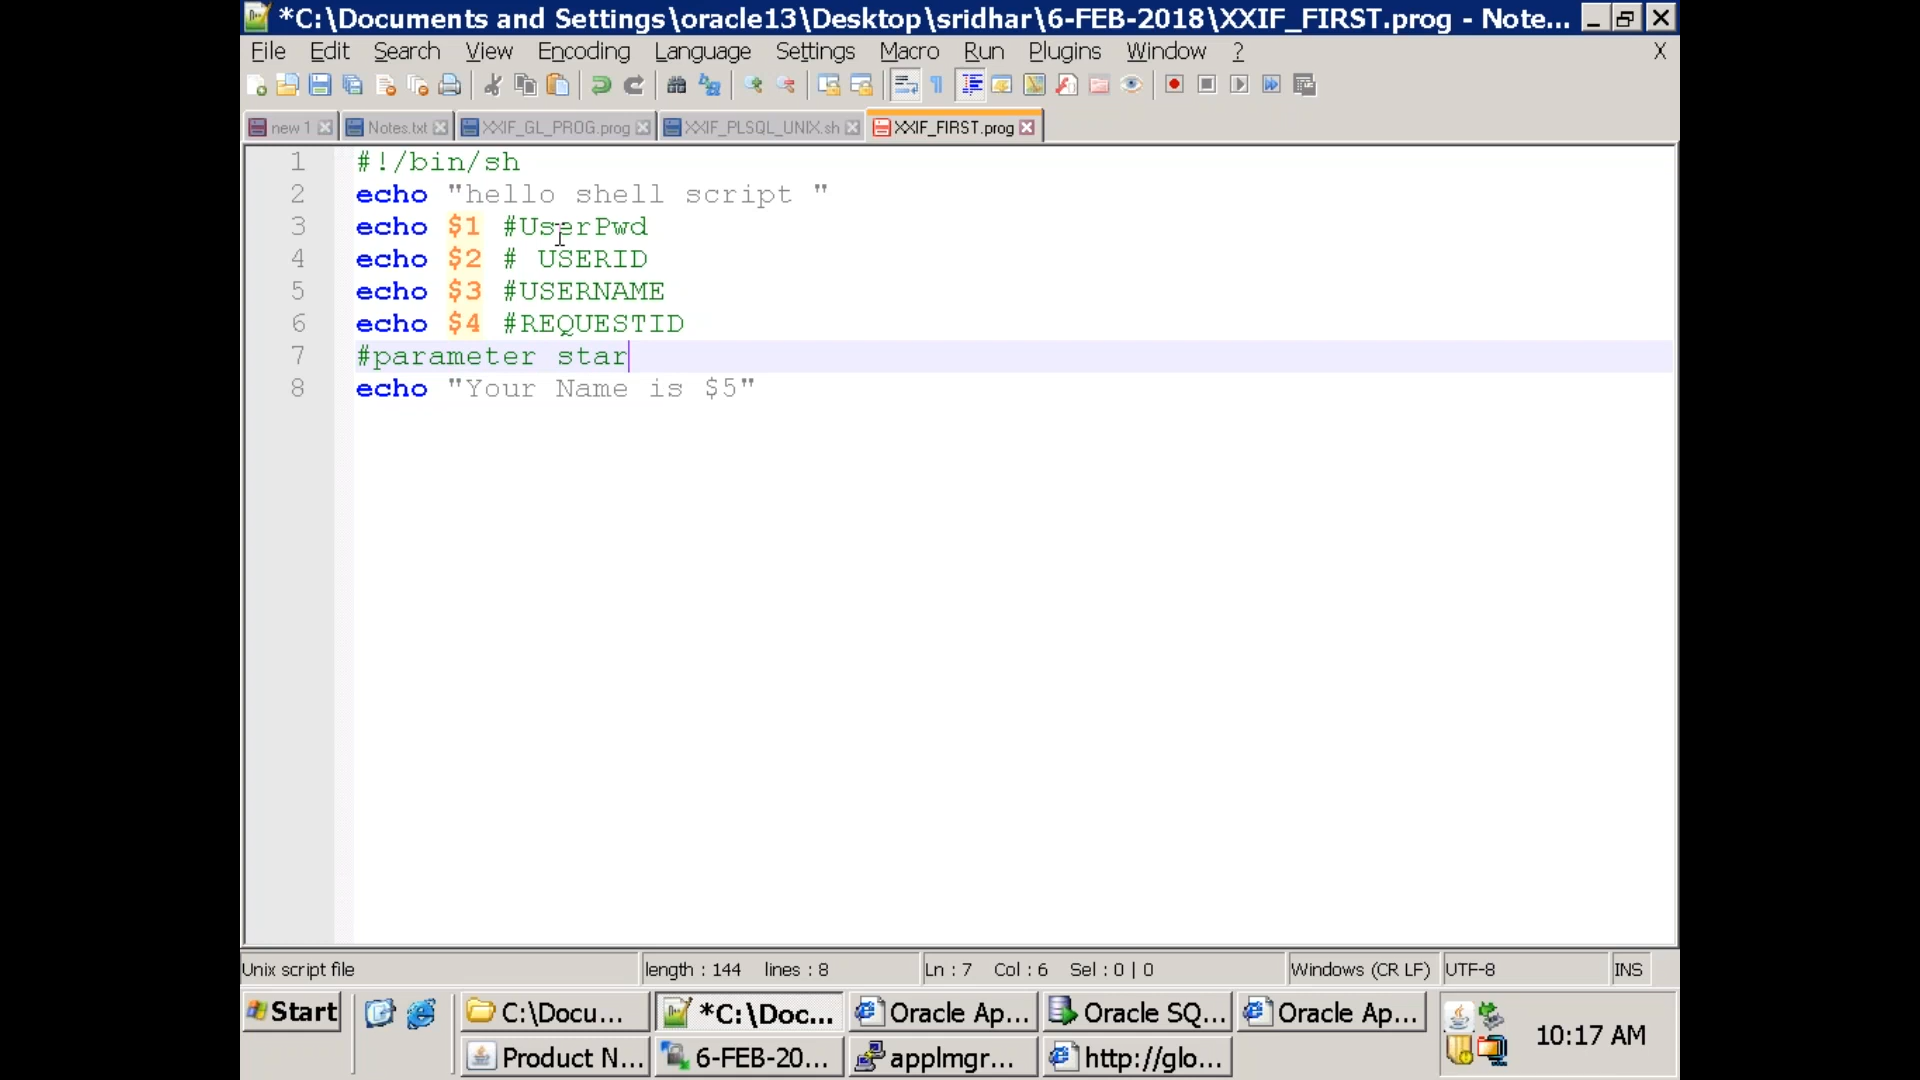 *C:\Documents and Settings\oracle13\Desktop\sridhar\6-FEB-2018\XXIF_FIRST.prog - Note...
File Edit Search View Encoding Language Settings Macro Run Plugins Window ? X
new 1 Notes.txt XXIF_GL_PROG.prog XXIF_PLSQL_UNIX.sh XXIF_FIRST.prog
1 #!/bin/sh
2 echo "hello shell script "
3 echo $1 #UserPwd
4 echo $2 # USERID
5 echo $3 #USERNAME
6 echo $4 #REQUESTID
7 #parameter star
8 echo "Your Name is $5"
Unix script file length : 144 lines : 8 Ln : 7 Col : 6 Sel : 0 | 0 Windows (CR LF) UTF-8 INS
Start C:\Docu... *C:\Doc... Oracle Ap... Oracle SQ... Oracle Ap...
Product N... 6-FEB-20... applmgr... http://glo... 10:17 AM